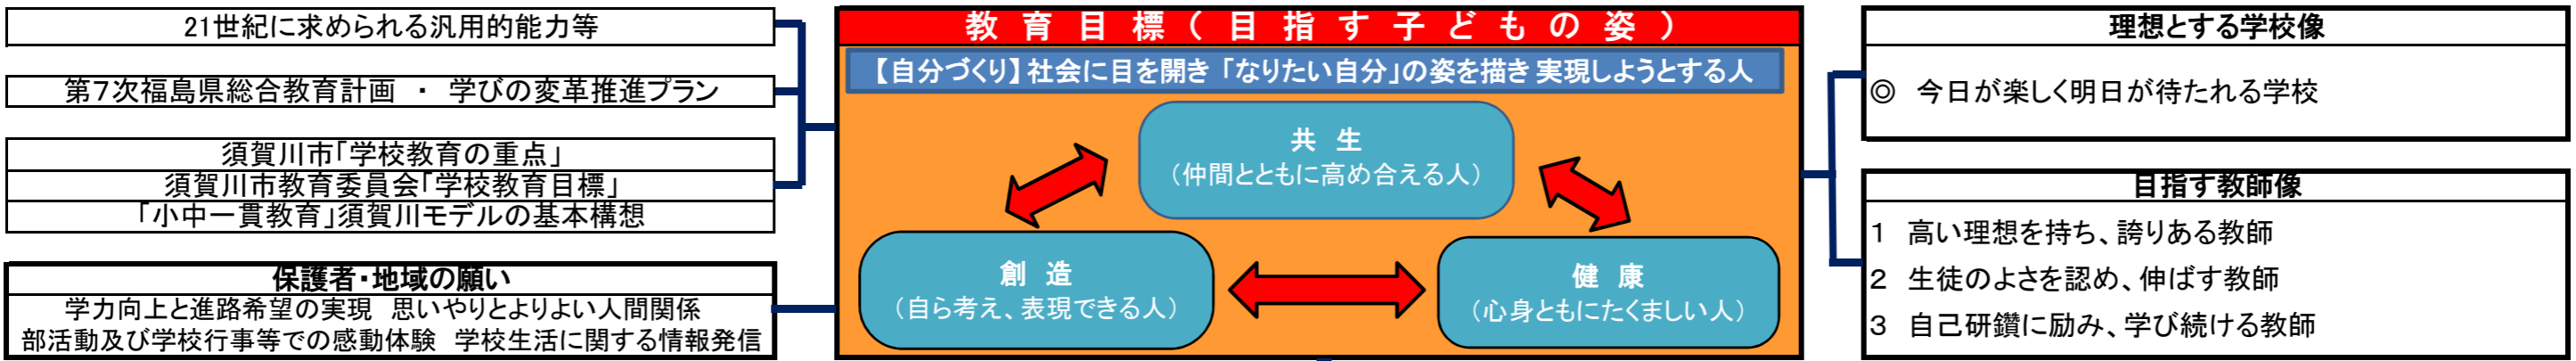 21世紀に求められる汎用的能力等
第7次福島県総合教育計画　・　学びの変革推進プラン
須賀川市「学校教育の重点」
須賀川市教育委員会「学校教育目標」
「小中一貫教育」須賀川モデルの基本構想
保護者・地域の願い
学力向上と進路希望の実現　思いやりとよりよい人間関係
部活動及び学校行事等での感動体験　学校生活に関する情報発信
教育目標（目指す子どもの姿）
【自分づくり】社会に目を開き「なりたい自分」の姿を描き 実現しようとする人
共 生
（仲間とともに高め合える人）
創 造
（自ら考え、表現できる人）
健 康
（心身ともにたくましい人）
理想とする学校像
◎　今日が楽しく明日が待たれる学校
目指す教師像
1　高い理想を持ち、誇りある教師
2　生徒のよさを認め、伸ばす教師
3　自己研鑽に励み、学び続ける教師